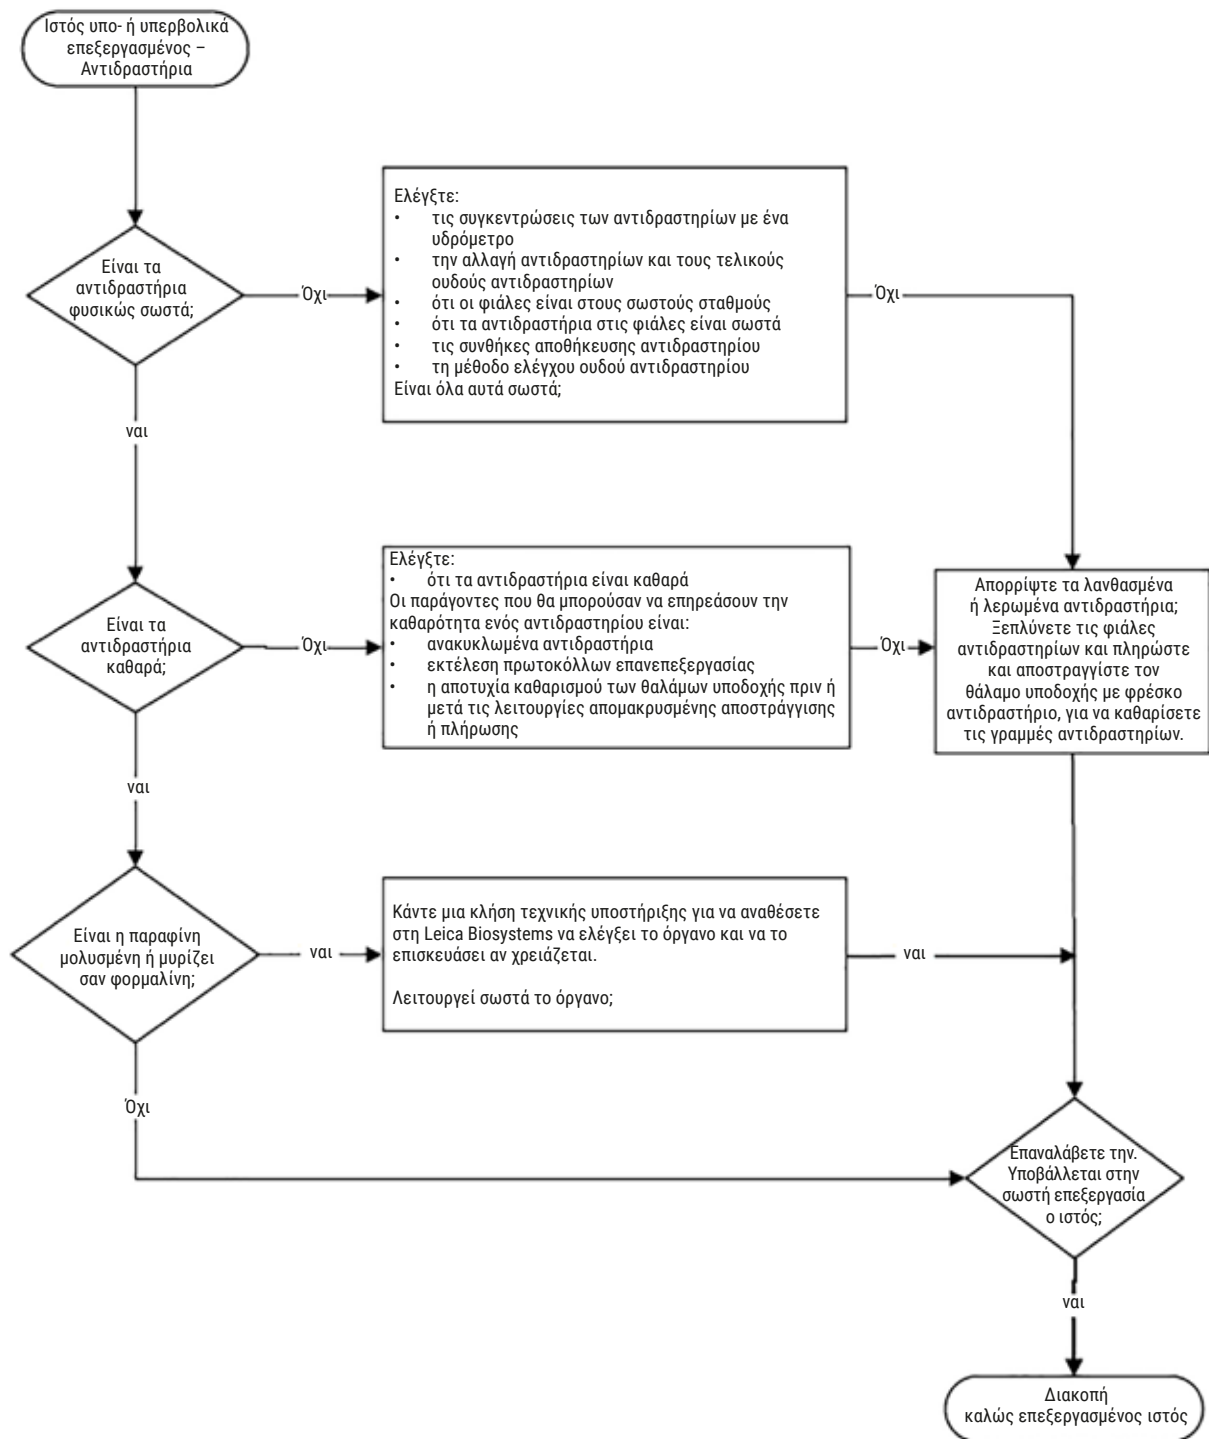 Ιστός υπο- ή υπερβολικά
επεξεργασμένος –
Αντιδραστήρια
Είναι τα
αντιδραστήρια
φυσικώς σωστά;
Όχι
Ελέγξτε:
• τις συγκεντρώσεις των αντιδραστηρίων με ένα
υδρόμετρο
• την αλλαγή αντιδραστηρίων και τους τελικούς
ουδούς αντιδραστηρίων
• ότι οι φιάλες είναι στους σωστούς σταθμούς
• ότι τα αντιδραστήρια στις φιάλες είναι σωστά
• τις συνθήκες αποθήκευσης αντιδραστηρίου
• τη μέθοδο ελέγχου ουδού αντιδραστηρίου
Είναι όλα αυτά σωστά;
Όχι
ναι
Είναι τα
αντιδραστήρια
καθαρά;
Όχι
Ελέγξτε:
• ότι τα αντιδραστήρια είναι καθαρά
Οι παράγοντες που θα μπορούσαν να επηρεάσουν την
καθαρότητα ενός αντιδραστηρίου είναι:
• ανακυκλωμένα αντιδραστήρια
• εκτέλεση πρωτοκόλλων επανεπεξεργασίας
• η αποτυχία καθαρισμού των θαλάμων υποδοχής πριν ή
μετά τις λειτουργίες απομακρυσμένης αποστράγγισης
ή πλήρωσης
Όχι
Απορρίψτε τα λανθασμένα
ή λερωμένα αντιδραστήρια;
Ξεπλύνετε τις φιάλες
αντιδραστηρίων και πληρώστε
και αποστραγγίστε τον
θάλαμο υποδοχής με φρέσκο
αντιδραστήριο, για να καθαρίσετε
τις γραμμές αντιδραστηρίων.
ναι
Είναι η παραφίνη
μολυσμένη ή μυρίζει
σαν φορμαλίνη;
ναι
Κάντε μια κλήση τεχνικής υποστήριξης για να αναθέσετε
στη Leica Biosystems να ελέγξει το όργανο και να το
επισκευάσει αν χρειάζεται.
Λειτουργεί σωστά το όργανο;
ναι
Όχι
Επαναλάβετε την.
Υποβάλλεται στην
σωστή επεξεργασία
ο ιστός;
ναι
Διακοπή
καλώς επεξεργασμένος ιστός